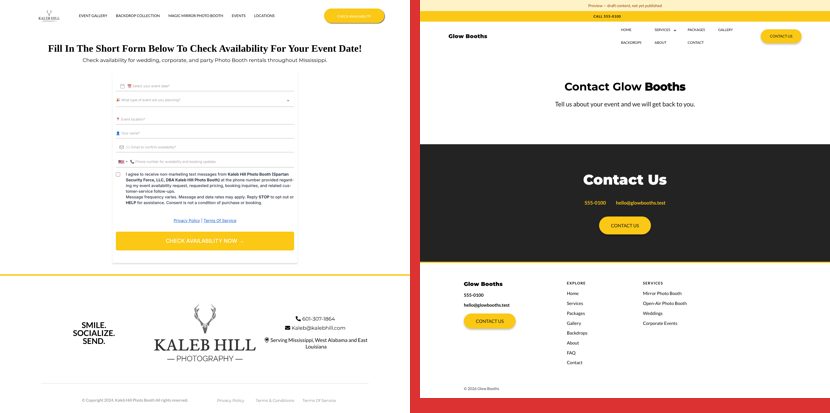 KALEB HILL
EVENT GALLERY
BACKDROP COLLECTION
MAGIC MIRROR PHOTO BOOTH
EVENTS
LOCATIONS
CHECK AVAILABILITY
Fill In The Short Form Below To Check Availability For Your Event Date!
Check availability for wedding, corporate, and party Photo Booth rentals throughout Mississippi.
Select your event date*
What type of event are you planning?*
Event location*
Your name*
Email to confirm availability*
Phone number for availability and booking updates
I agree to receive non-marketing text messages from Kaleb Hill Photo Booth (Spartan
Security Force, LLC, DBA Kaleb Hill Photo Booth) at the phone number provided regard-
ing my event availability request, requested pricing, booking inquiries, and related cus-
tomer-service follow-ups.
Message frequency varies. Message and data rates may apply. Reply STOP to opt out or
HELP for assistance. Consent is not a condition of purchase or booking.
Privacy Policy | Terms Of Service
CHECK AVAILABILITY NOW →
SMILE.
SOCIALIZE.
SEND.
KALEB HILL
— PHOTOGRAPHY —
601-307-1864
Kaleb@kalebhill.com
Serving Mississippi, West Alabama and East
Louisiana
© Copyright 2024, Kaleb Hill Photo Booth All rights reserved.
Privacy Policy
Terms & Conditions
Terms Of Service
Preview — draft content, not yet published
CALL 555-0100
Glow Booths
HOME
SERVICES
PACKAGES
GALLERY
BACKDROPS
ABOUT
CONTACT
CONTACT US
Contact Glow Booths
Tell us about your event and we will get back to you.
Contact Us
555-0100
hello@glowbooths.test
CONTACT US
Glow Booths
555-0100
hello@glowbooths.test
CONTACT US
EXPLORE
Home
Services
Packages
Gallery
Backdrops
About
FAQ
Contact
SERVICES
Mirror Photo Booth
Open-Air Photo Booth
Weddings
Corporate Events
© 2026 Glow Booths